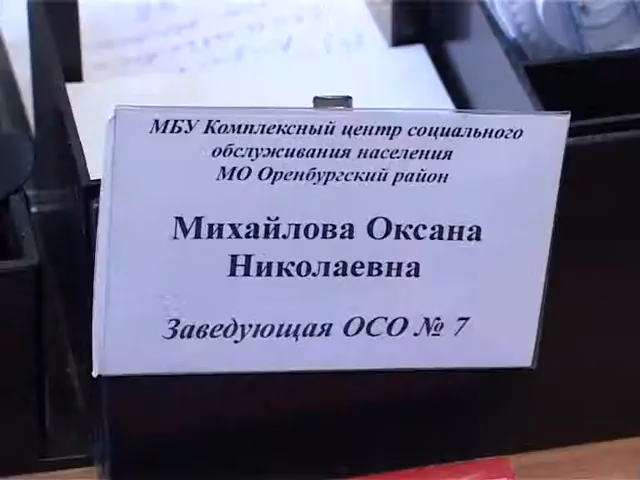 МБУ Комплексный центр социального
обслуживания населения
МО Оренбургский район
Михайлова Оксана
Николаевна
Заведующая ОСО № 7